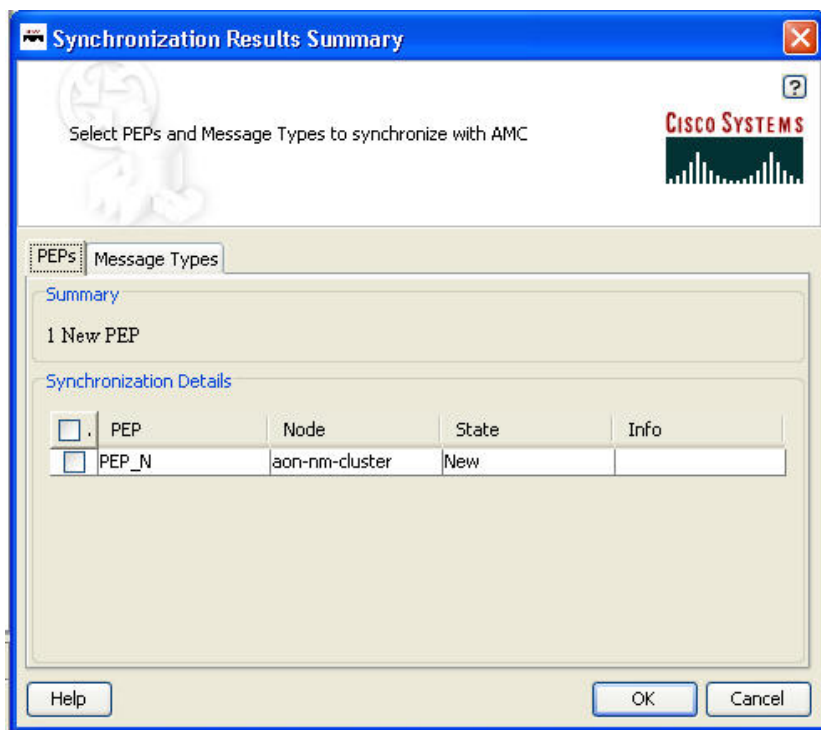 Synchronization Results Summary
?
Select PEPs and Message Types to synchronize with AMC
CISCO SYSTEMS
PEPs Message Types
Summary
1 New PEP
Synchronization Details
. PEP Node State Info
PEP_N aon-nm-cluster New
Help OK Cancel